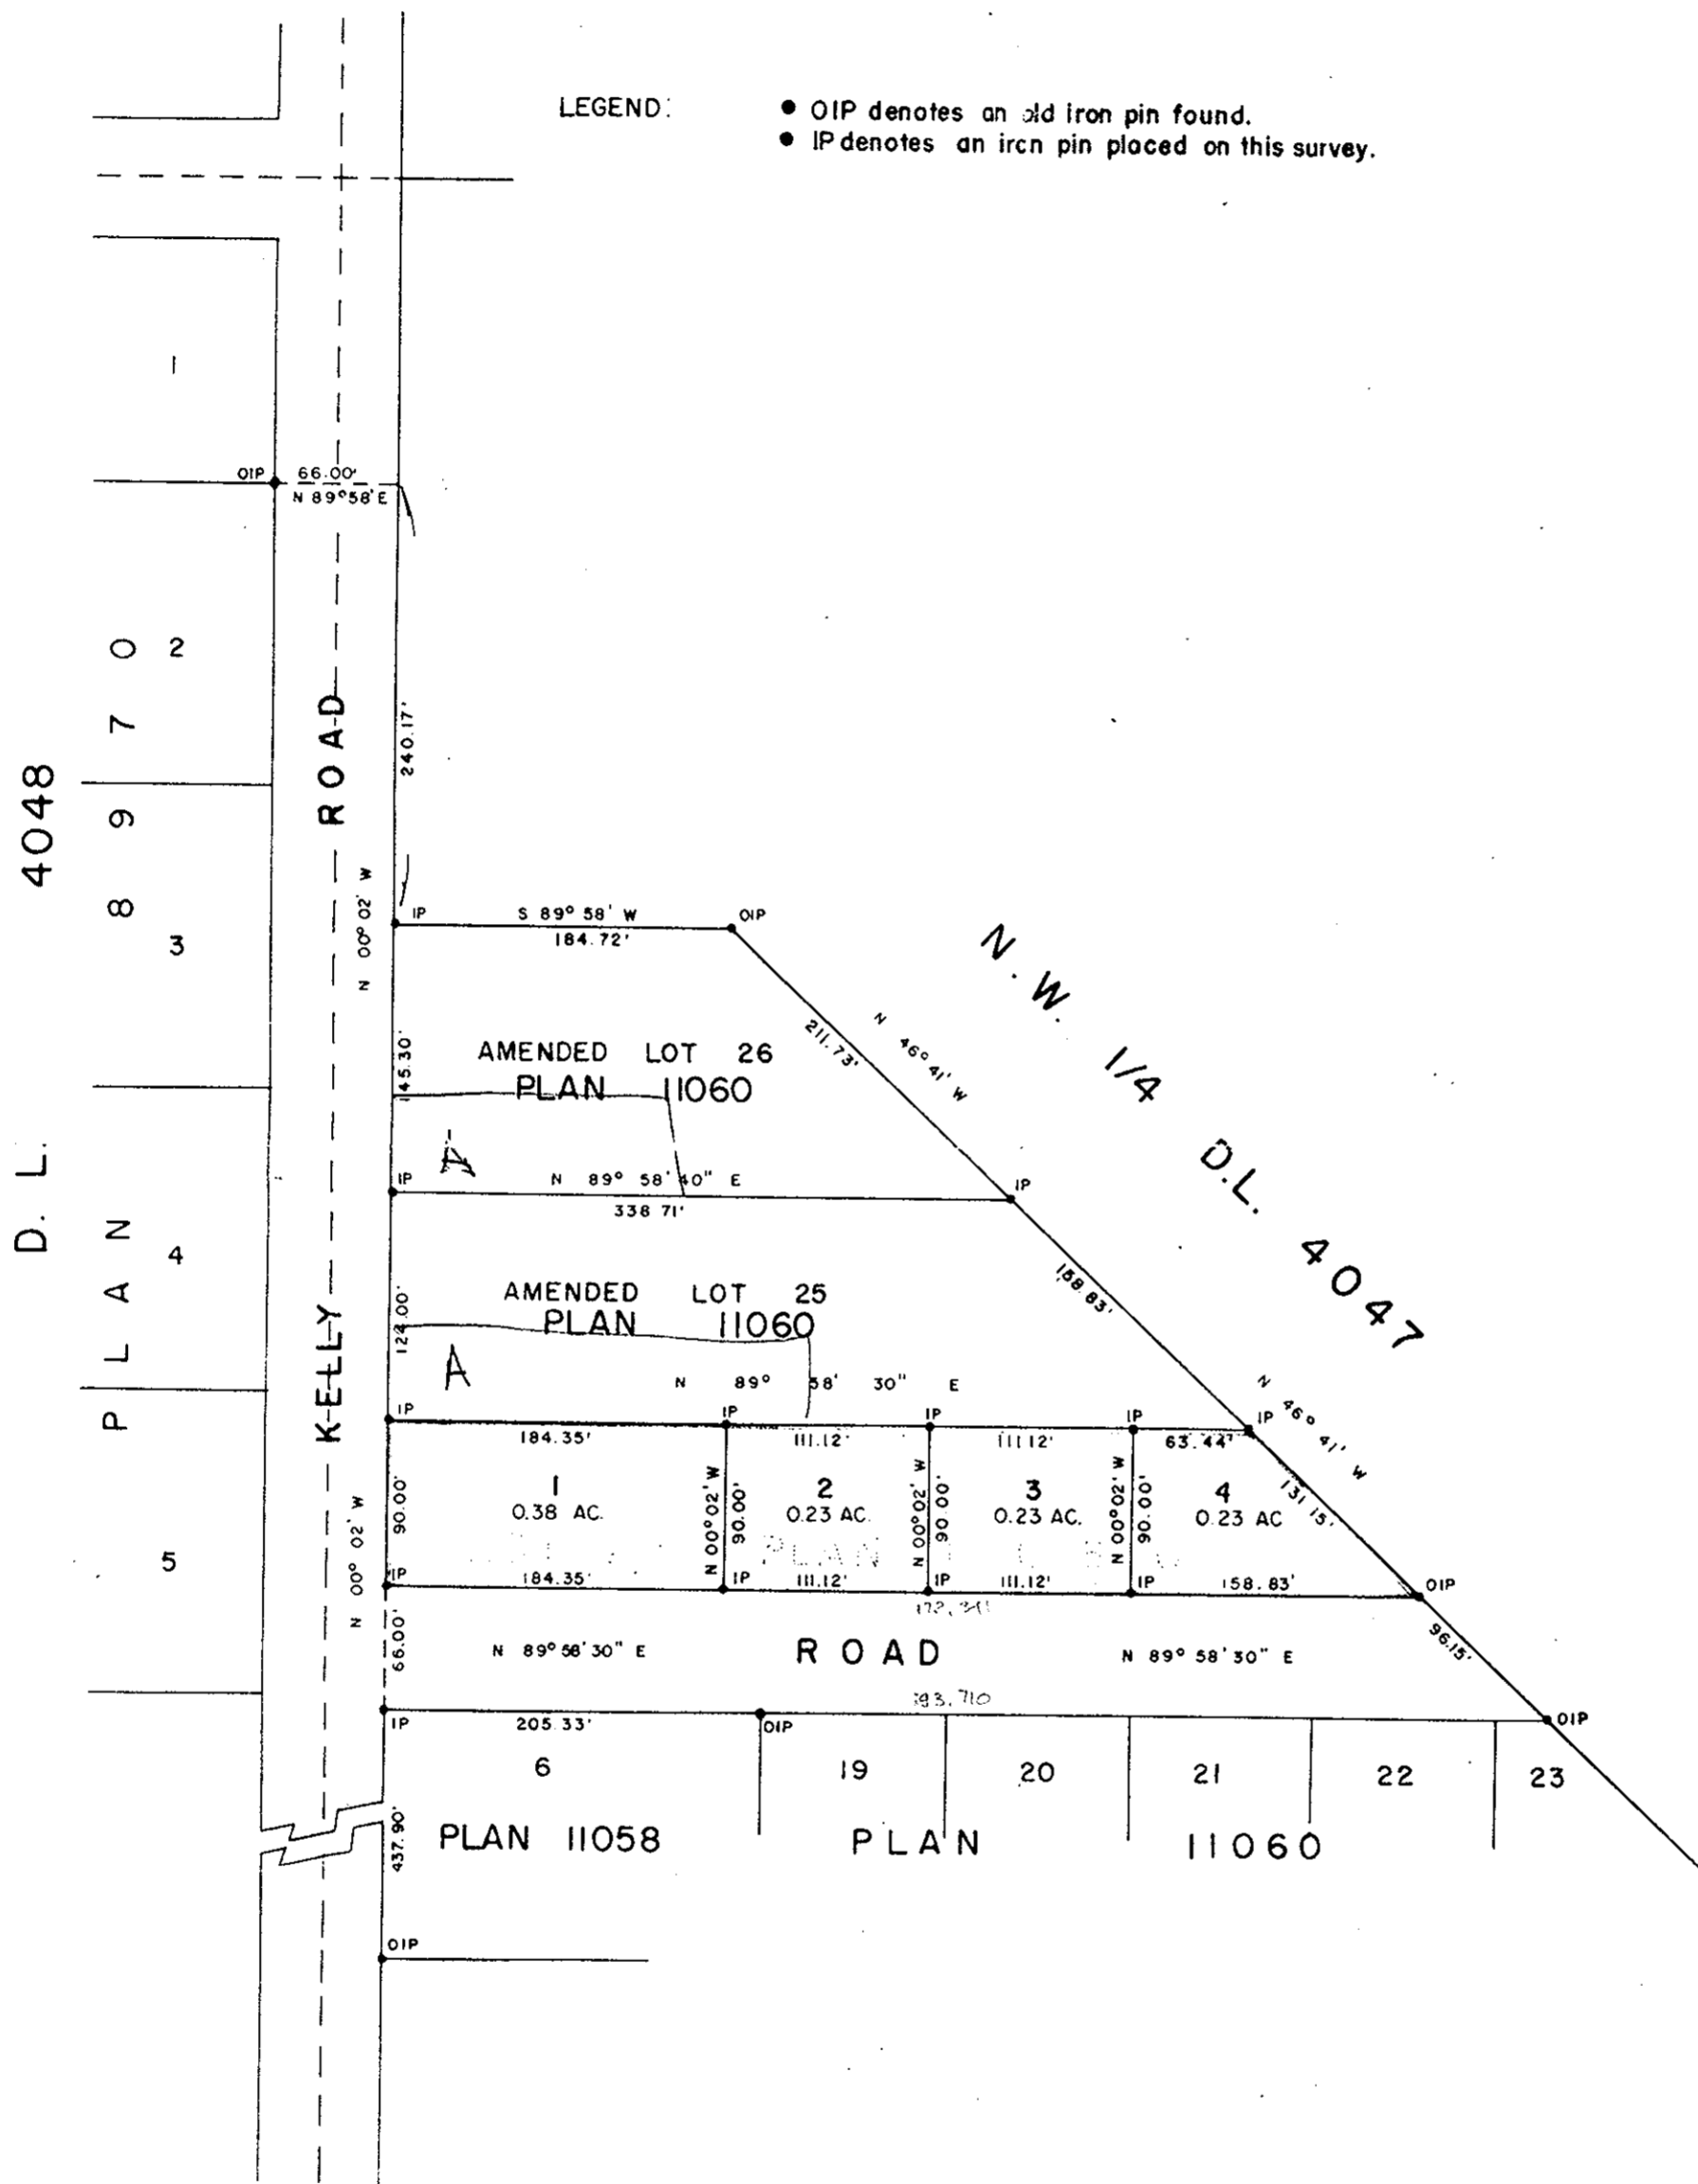 LEGEND:
● OIP denotes an old iron pin found.
● IP denotes an iron pin placed on this survey.
1
OIP
66.00'
N 89°58' E
2
3
4
5
D. L. 4048
PLAN 8970
KELLY ROAD
240.17'
N 00° 02' W
IP
S 89° 58' W
OIP
184.72'
145.30'
211.73'
N 46° 41' W
N.W. 1/4 D.L. 4047
AMENDED LOT 26
PLAN 11060
A
IP
N 89° 58' 40" E
IP
338 71'
158.83'
AMENDED LOT 25
PLAN 11060
A
N 89° 58' 30" E
N 46° 41' W
IP
IP
IP
IP
IP
184.35'
111.12'
111.12'
63.44'
131.15'
90.00'
N 00° 02' W
1
0.38 AC.
N 00°02' W
90.00'
2
0.23 AC.
N 00°02' W
90.00'
3
0.23 AC.
N 00°02' W
90.00'
4
0.23 AC
PLAN
IP
184.35'
IP
111.12'
IP
111.12'
IP
158.83'
OIP
66.00'
N 89° 58' 30" E
ROAD
N 89° 58' 30" E
96.15'
IP
205.33'
OIP
OIP
6
19
20
21
22
23
PLAN 11058
PLAN 11060
437.90'
OIP